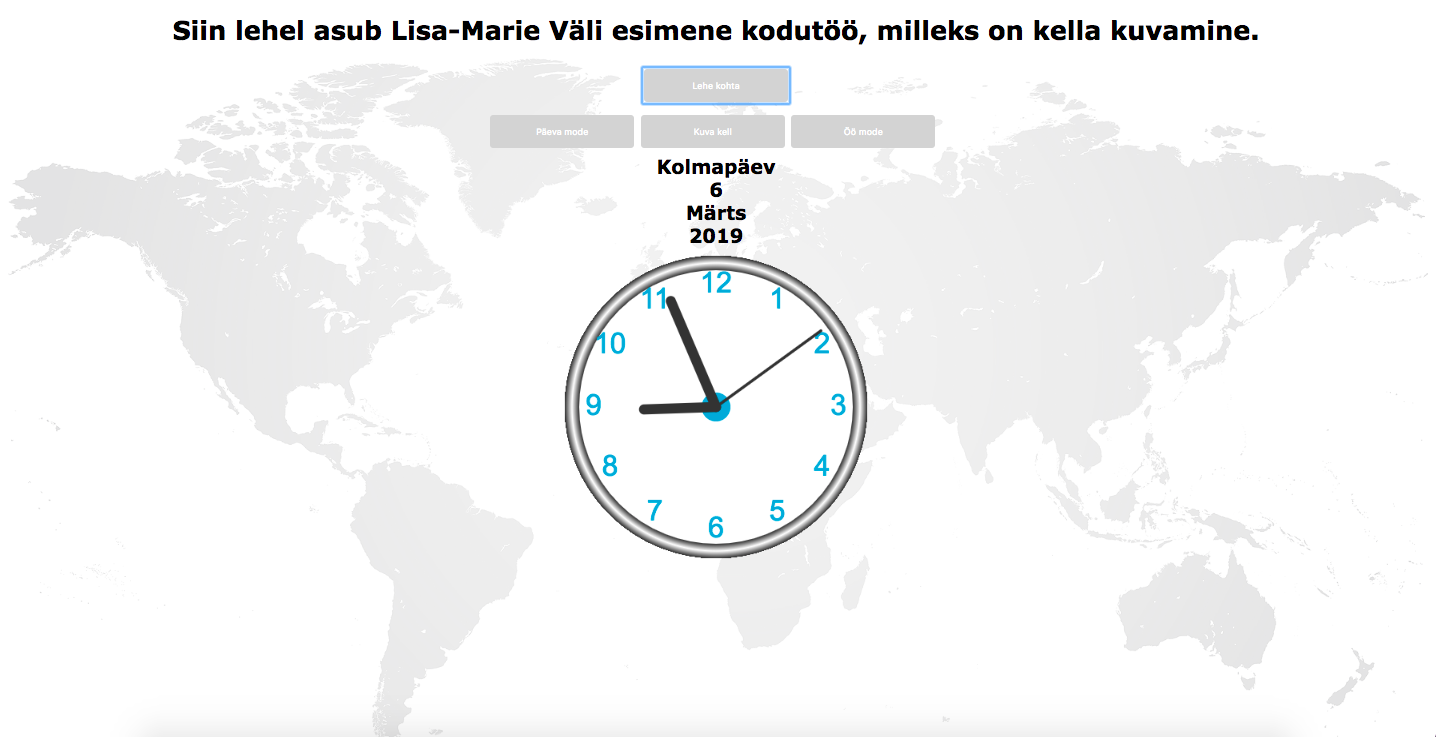 Siin lehel asub Lisa-Marie Väli esimene kodutöö, milleks on kella kuvamine.
Lehe kohta
Päeva mode Kuva kell Öö mode
Kolmapäev
6
Märts
2019
12
11 1
10 2
9 3
8 4
7 5
6